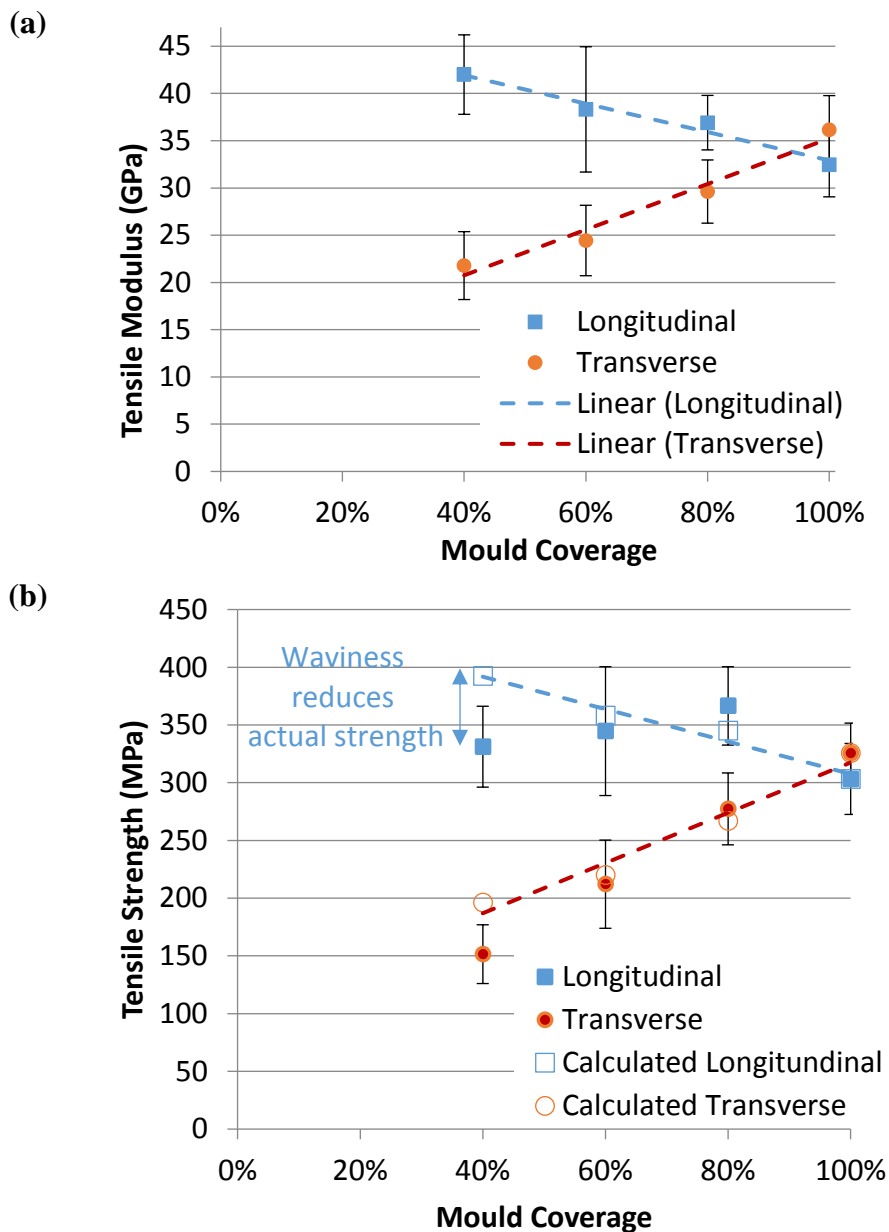 (a)
Tensile Modulus (GPa)
45
40
35
30
25
20
15
10
5
0
Longitudinal
Transverse
Linear (Longitudinal)
Linear (Transverse)
0% 20% 40% 60% 80% 100%
Mould Coverage
(b)
Tensile Strength (MPa)
450
400
350
300
250
200
150
100
50
0
Waviness
reduces
actual strength
Longitudinal
Transverse
Calculated Longitundinal
Calculated Transverse
0% 20% 40% 60% 80% 100%
Mould Coverage